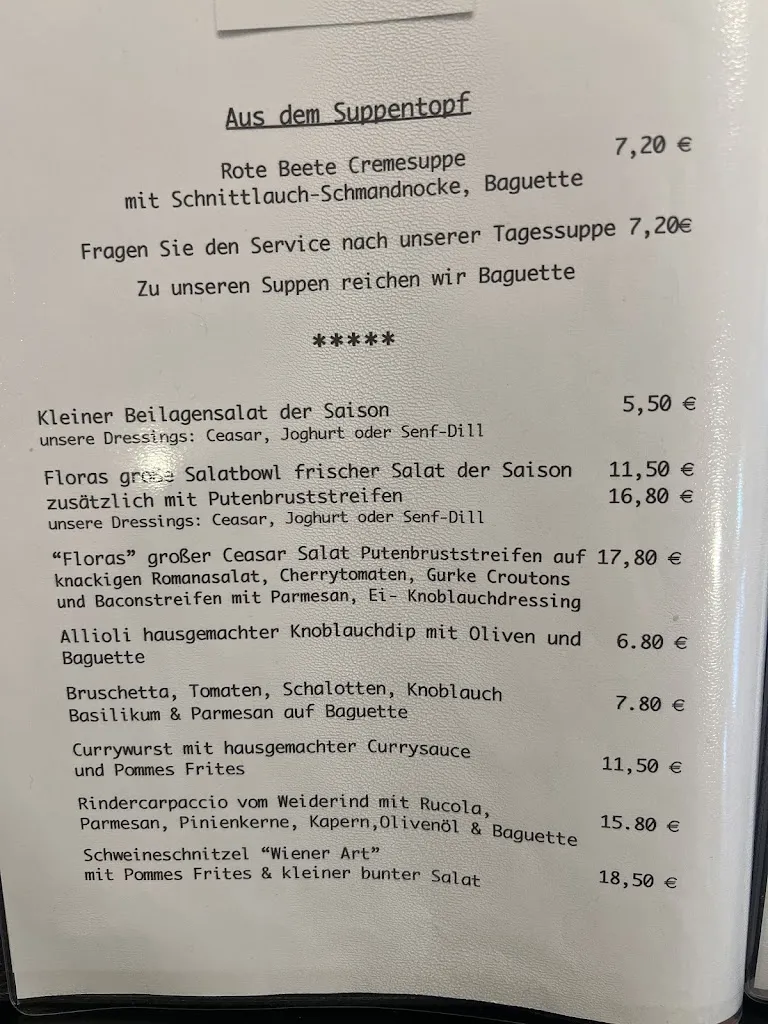 Aus dem Suppentopf
Rote Beete Cremesuppe 7,20 €
mit Schnittlauch-Schmandnocke, Baguette
Fragen Sie den Service nach unserer Tagessuppe 7,20€
Zu unseren Suppen reichen wir Baguette
*****
Kleiner Beilagensalat der Saison 5,50 €
unsere Dressings: Ceasar, Joghurt oder Senf-Dill
Floras große Salatbowl frischer Salat der Saison 11,50 €
zusätzlich mit Putenbruststreifen 16,80 €
unsere Dressings: Ceasar, Joghurt oder Senf-Dill
“Floras” großer Ceasar Salat Putenbruststreifen auf 17,80 €
knackigen Romanasalat, Cherrytomaten, Gurke Croutons
und Baconstreifen mit Parmesan, Ei- Knoblauchdressing
Allioli hausgemachter Knoblauchdip mit Oliven und 6.80 €
Baguette
Bruschetta, Tomaten, Schalotten, Knoblauch 7.80 €
Basilikum & Parmesan auf Baguette
Currywurst mit hausgemachter Currysauce
und Pommes Frites 11,50 €
Rindercarpaccio vom Weiderind mit Rucola,
Parmesan, Pinienkerne, Kapern,Olivenöl & Baguette 15.80 €
Schweineschnitzel “Wiener Art”
mit Pommes Frites & kleiner bunter Salat 18,50 €